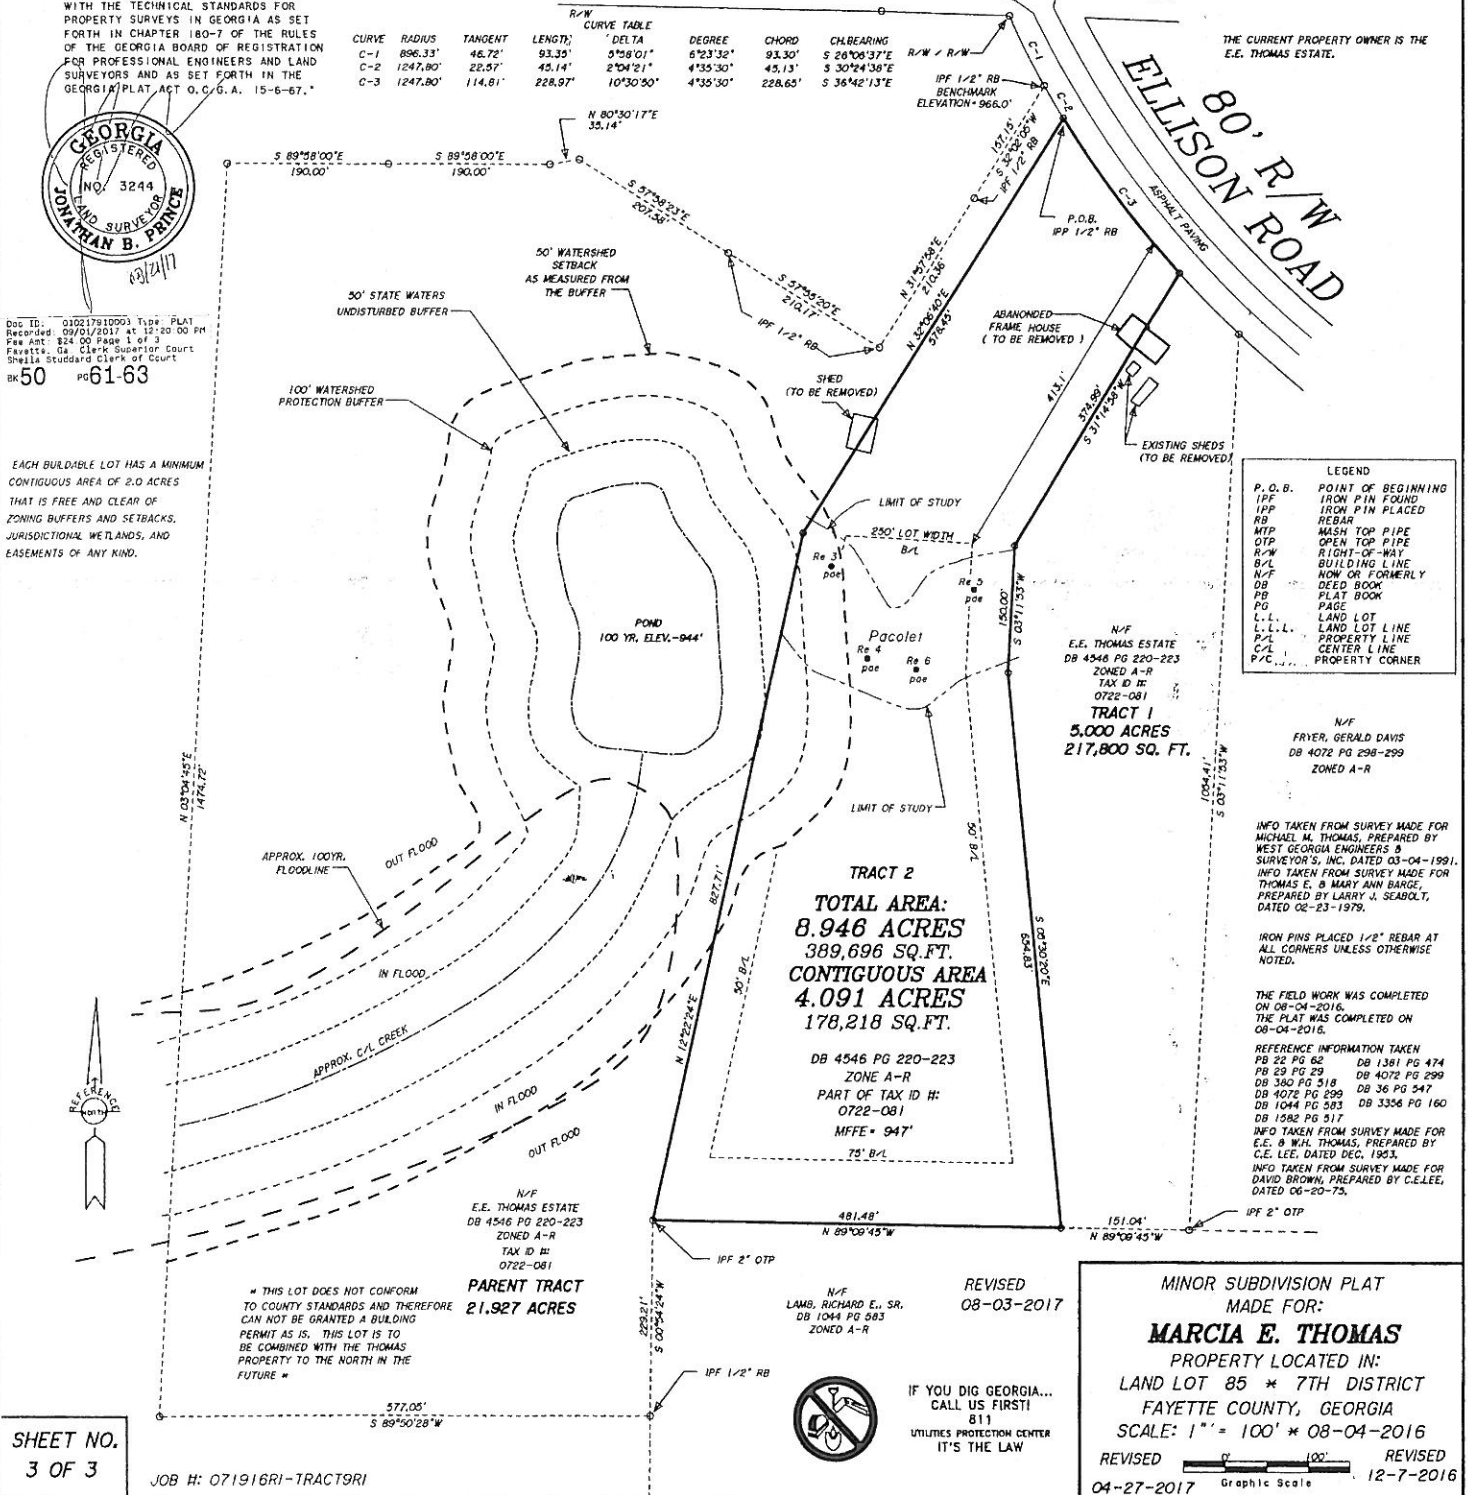 WITH THE TECHNICAL STANDARDS FOR
PROPERTY SURVEYS IN GEORGIA AS SET
FORTH IN CHAPTER 180-7 OF THE RULES
OF THE GEORGIA BOARD OF REGISTRATION
FOR PROFESSIONAL ENGINEERS AND LAND
SURVEYORS AND AS SET FORTH IN THE
GEORGIA PLAT ACT O.C.G.A. 15-6-67."
GEORGIA
REGISTERED
NO. 3244
LAND SURVEYOR
JONATHAN B. PRINCE
Doc ID: 010217910003 Type: PLAT
Recorded: 09/01/2017 at 12:20:00 PM
Fee Amt: $24.00 Page 1 of 3
Fayette, Ga. Clerk Superior Court
Sheila Studdard Clerk of Court
BK 50 PG 61-63
R/W
CURVE TABLE
CURVE RADIUS TANGENT LENGTH DELTA DEGREE CHORD CH.BEARING
C-1 896.33' 46.72' 93.35' 5°58'01" 6°23'32" 93.30' S 28°06'37"E
C-2 1247.80' 22.57' 45.14' 2°04'21" 4°35'30" 45.13' S 30°24'38"E
C-3 1247.80' 114.81' 228.97' 10°30'50" 4°35'30" 228.65' S 36°42'13"E
THE CURRENT PROPERTY OWNER IS THE
E.E. THOMAS ESTATE.
R/W / R/W
C-1
IPF 1/2" RB
BENCHMARK
ELEVATION=966.0'
C-2
80' R/W
ELLISON ROAD
ASPHALT PAVING
C-3
P.O.B.
IPP 1/2" RB
N 80°30'17"E
35.14'
S 89°58'00"E
190.00'
S 89°58'00"E
190.00'
S 57°58'23"E
207.58'
S 57°55'20"E
210.17'
IPF 1/2" RB
157.15'
S 32°02'05"W
IPF 1/2" RB
N 31°57'58"E
210.36'
N 32°06'40"E
578.45'
50' WATERSHED
SETBACK
AS MEASURED FROM
THE BUFFER
50' STATE WATERS
UNDISTURBED BUFFER
100' WATERSHED
PROTECTION BUFFER
ABANONDED
FRAME HOUSE
( TO BE REMOVED )
SHED
(TO BE REMOVED)
413.1'
374.99'
S 31°14'58"W
EXISTING SHEDS
(TO BE REMOVED)
EACH BUILDABLE LOT HAS A MINIMUM
CONTIGUOUS AREA OF 2.0 ACRES
THAT IS FREE AND CLEAR OF
ZONING BUFFERS AND SETBACKS,
JURISDICTIONAL WETLANDS, AND
EASEMENTS OF ANY KIND.
LEGEND
P.O.B. POINT OF BEGINNING
IPF IRON PIN FOUND
IPP IRON PIN PLACED
RB REBAR
MTP MASH TOP PIPE
OTP OPEN TOP PIPE
R/W RIGHT-OF-WAY
B/L BUILDING LINE
N/F NOW OR FORMERLY
DB DEED BOOK
PB PLAT BOOK
PG PAGE
L.L. LAND LOT
L.L.L. LAND LOT LINE
P/L PROPERTY LINE
C/L CENTER LINE
P/C PROPERTY CORNER
LIMIT OF STUDY
250' LOT WIDTH
B/L
Re 3
pae
Re 5
pae
Pacolet
Re 4
pae
Re 6
pae
150.00'
S 03°11'53"W
POND
100 YR. ELEV.=944'
N/F
E.E. THOMAS ESTATE
DB 4546 PG 220-223
ZONED A-R
TAX ID #:
0722-081
TRACT 1
5.000 ACRES
217,800 SQ. FT.
N/F
FRYER, GERALD DAVIS
DB 4072 PG 298-299
ZONED A-R
1054.41'
S 03°11'53"W
N 03°04'45"E
1474.72'
LIMIT OF STUDY
50' B/L
INFO TAKEN FROM SURVEY MADE FOR
MICHAEL M. THOMAS, PREPARED BY
WEST GEORGIA ENGINEERS &
SURVEYOR'S, INC. DATED 03-04-1991.
INFO TAKEN FROM SURVEY MADE FOR
THOMAS E. & MARY ANN BARGE,
PREPARED BY LARRY J. SEABOLT,
DATED 02-23-1979.
IRON PINS PLACED 1/2" REBAR AT
ALL CORNERS UNLESS OTHERWISE
NOTED.
THE FIELD WORK WAS COMPLETED
ON 08-04-2016.
THE PLAT WAS COMPLETED ON
08-04-2016.
REFERENCE INFORMATION TAKEN
PB 22 PG 62 DB 1381 PG 474
PB 29 PG 29 DB 4072 PG 299
DB 380 PG 518 DB 36 PG 547
DB 4072 PG 299 DB 3356 PG 160
DB 1044 PG 583
DB 1582 PG 517
INFO TAKEN FROM SURVEY MADE FOR
E.E. & W.H. THOMAS, PREPARED BY
C.E. LEE, DATED DEC, 1953.
INFO TAKEN FROM SURVEY MADE FOR
DAVID BROWN, PREPARED BY C.E.LEE,
DATED 06-20-75.
APPROX. 100YR.
FLOODLINE
OUT FLOOD
IN FLOOD
APPROX. C/L CREEK
IN FLOOD
OUT FLOOD
827.71'
N 12°22'24"E
50' B/L
TRACT 2
TOTAL AREA:
8.946 ACRES
389,696 SQ.FT.
CONTIGUOUS AREA
4.091 ACRES
178,218 SQ.FT.
DB 4546 PG 220-223
ZONE A-R
PART OF TAX ID #:
0722-081
MFFE= 947'
75' B/L
S 05°30'20"E
654.83'
REFERENCE
NORTH
481.48'
N 89°09'45"W
151.04'
N 89°09'45"W
IPF 2" OTP
IPF 2" OTP
N/F
E.E. THOMAS ESTATE
DB 4546 PG 220-223
ZONED A-R
TAX ID #:
0722-081
PARENT TRACT
21.927 ACRES
* THIS LOT DOES NOT CONFORM
TO COUNTY STANDARDS AND THEREFORE
CAN NOT BE GRANTED A BUILDING
PERMIT AS IS. THIS LOT IS TO
BE COMBINED WITH THE THOMAS
PROPERTY TO THE NORTH IN THE
FUTURE *
229.21'
S 00°54'24"W
IPF 1/2" RB
577.05'
S 89°50'28"W
N/F
LAMB, RICHARD E., SR.
DB 1044 PG 583
ZONED A-R
REVISED
08-03-2017
IF YOU DIG GEORGIA...
CALL US FIRST!
811
UTILITIES PROTECTION CENTER
IT'S THE LAW
MINOR SUBDIVISION PLAT
MADE FOR:
MARCIA E. THOMAS
PROPERTY LOCATED IN:
LAND LOT 85 * 7TH DISTRICT
FAYETTE COUNTY, GEORGIA
SCALE: 1"' = 100' * 08-04-2016
REVISED
04-27-2017
0' 100'
Graphic Scale
REVISED
12-7-2016
SHEET NO.
3 OF 3
JOB #: 071916R1-TRACT9R1